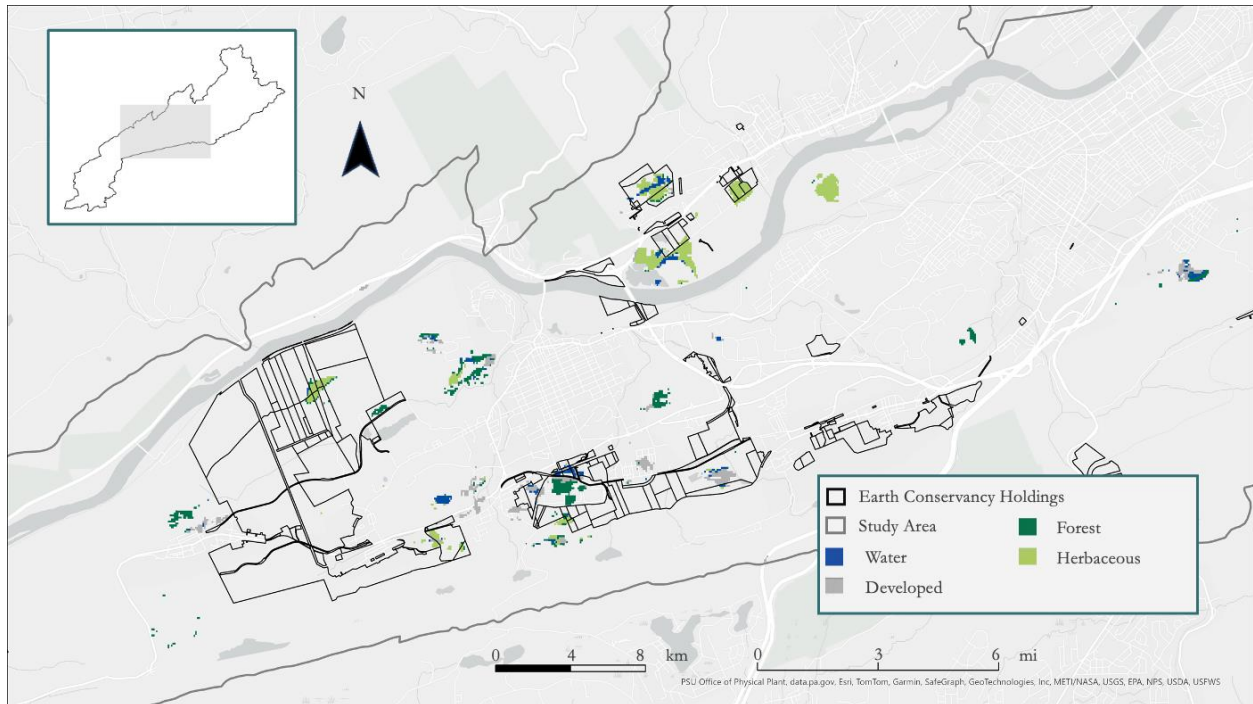 N
Earth Conservancy Holdings
Study Area
Forest
Water
Herbaceous
Developed
0 4 8 km
0 3 6 mi
PSU Office of Physical Plant, data.pa.gov, Esri, TomTom, Garmin, SafeGraph, GeoTechnologies, Inc, METI/NASA, USGS, EPA, NPS, USDA, USFWS